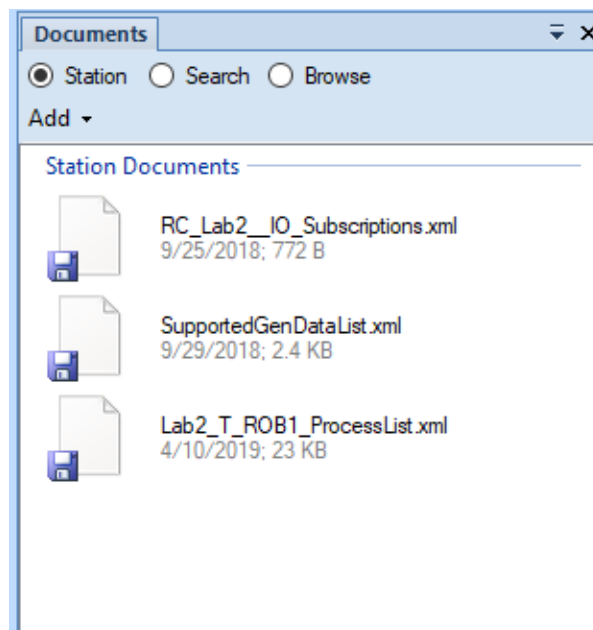 Documents
Station Search Browse
Add
Station Documents
RC_Lab2__IO_Subscriptions.xml
9/25/2018; 772 B
SupportedGenDataList.xml
9/29/2018; 2.4 KB
Lab2_T_ROB1_ProcessList.xml
4/10/2019; 23 KB